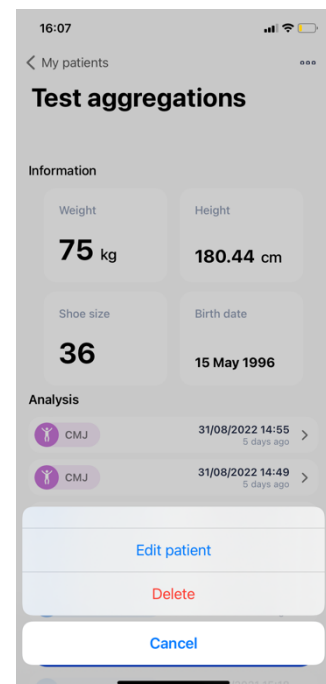 16:07
My patients
Test aggregations
Information
Weight
Height
75 kg
180.44 cm
Shoe size
Birth date
36
15 May 1996
Analysis
CMJ
31/08/2022 14:55
5 days ago
CMJ
31/08/2022 14:49
5 days ago
Edit patient
Delete
Cancel